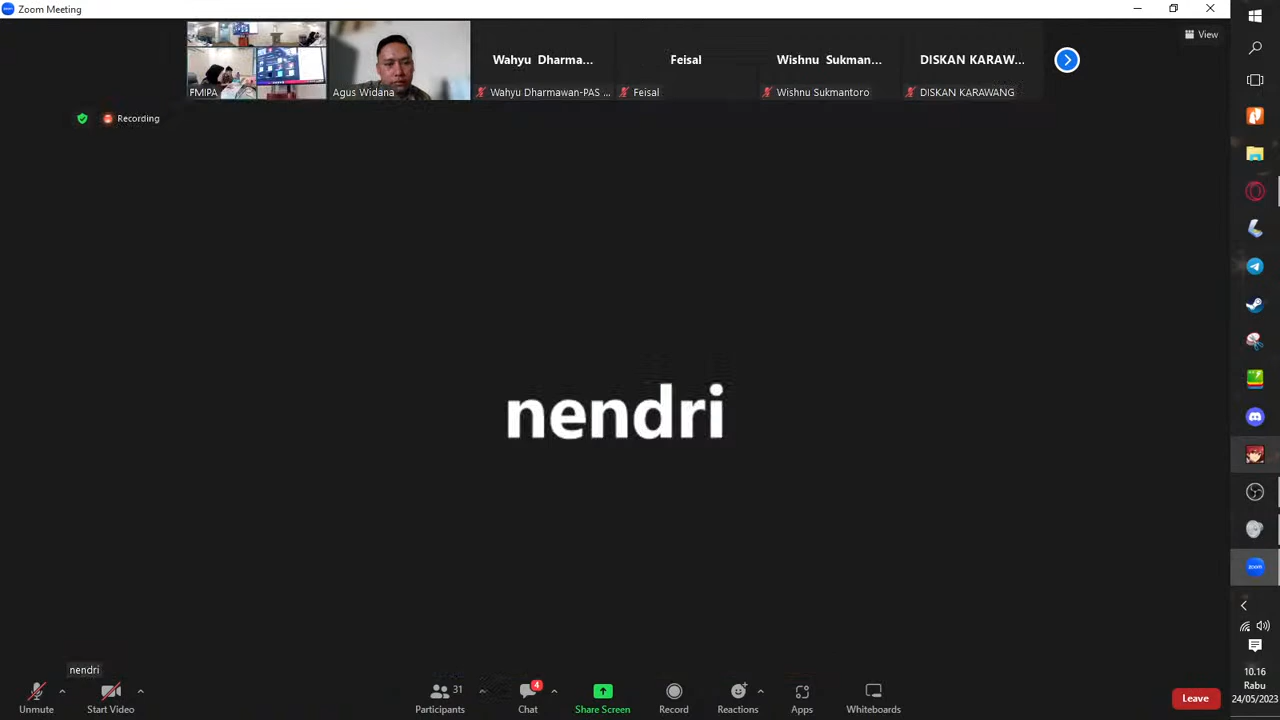 Zoom Meeting
View
Wahyu Dharma...
Feisal
Wishnu Sukman...
DISKAN KARAW...
FMIPA
Agus Widana
Wahyu Dharmawan-PAS ...
Feisal
Wishnu Sukmantoro
DISKAN KARAWANG
Recording
nendri
nendri
31
4
Unmute
Start Video
Participants
Chat
Share Screen
Record
Reactions
Apps
Whiteboards
Leave
zoom
10.16
Rabu
24/05/2023